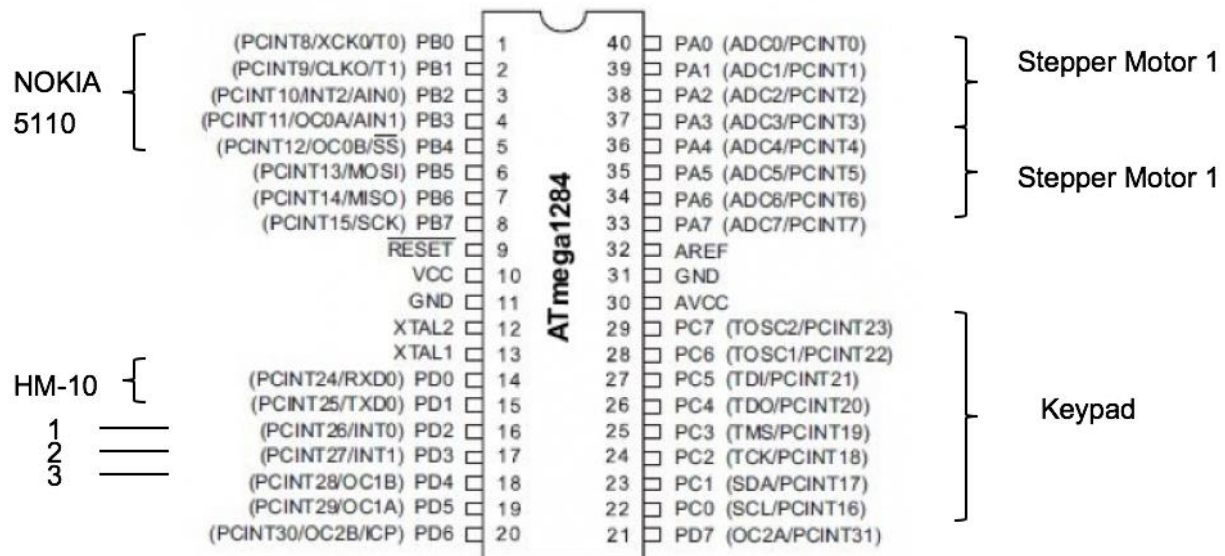 (PCINT8/XCK0/T0) PB0 1 40 PA0 (ADC0/PCINT0)
(PCINT9/CLKO/T1) PB1 2 39 PA1 (ADC1/PCINT1)
(PCINT10/INT2/AIN0) PB2 3 38 PA2 (ADC2/PCINT2)
(PCINT11/OC0A/AIN1) PB3 4 37 PA3 (ADC3/PCINT3)
(PCINT12/OC0B/SS) PB4 5 36 PA4 (ADC4/PCINT4)
(PCINT13/MOSI) PB5 6 35 PA5 (ADC5/PCINT5)
(PCINT14/MISO) PB6 7 34 PA6 (ADC6/PCINT6)
(PCINT15/SCK) PB7 8 33 PA7 (ADC7/PCINT7)
RESET 9 32 AREF
VCC 10 31 GND
GND 11 30 AVCC
XTAL2 12 29 PC7 (TOSC2/PCINT23)
XTAL1 13 28 PC6 (TOSC1/PCINT22)
(PCINT24/RXD0) PD0 14 27 PC5 (TDI/PCINT21)
(PCINT25/TXD0) PD1 15 26 PC4 (TDO/PCINT20)
(PCINT26/INT0) PD2 16 25 PC3 (TMS/PCINT19)
(PCINT27/INT1) PD3 17 24 PC2 (TCK/PCINT18)
(PCINT28/OC1B) PD4 18 23 PC1 (SDA/PCINT17)
(PCINT29/OC1A) PD5 19 22 PC0 (SCL/PCINT16)
(PCINT30/OC2B/ICP) PD6 20 21 PD7 (OC2A/PCINT31)
ATmega1284
NOKIA
5110
HM-10
1
2
3
Stepper Motor 1
Stepper Motor 1
Keypad